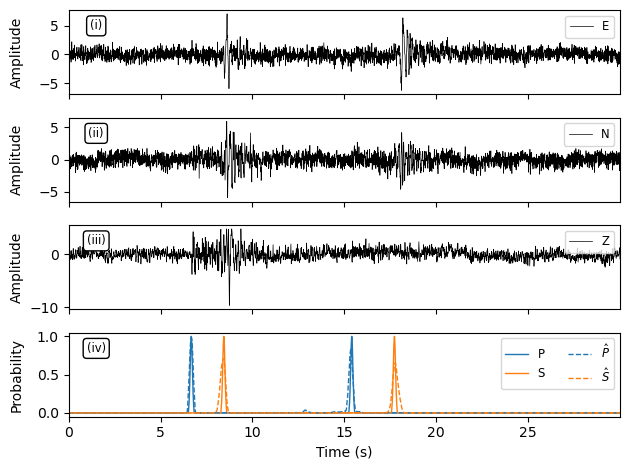 (i)
E
Amplitude
5
0
−5
(ii)
N
Amplitude
5
0
−5
(iii)
Z
Amplitude
0
−10
(iv)
P
S
P̂
Ŝ
Probability
1.0
0.5
0.0
0 5 10 15 20 25
Time (s)